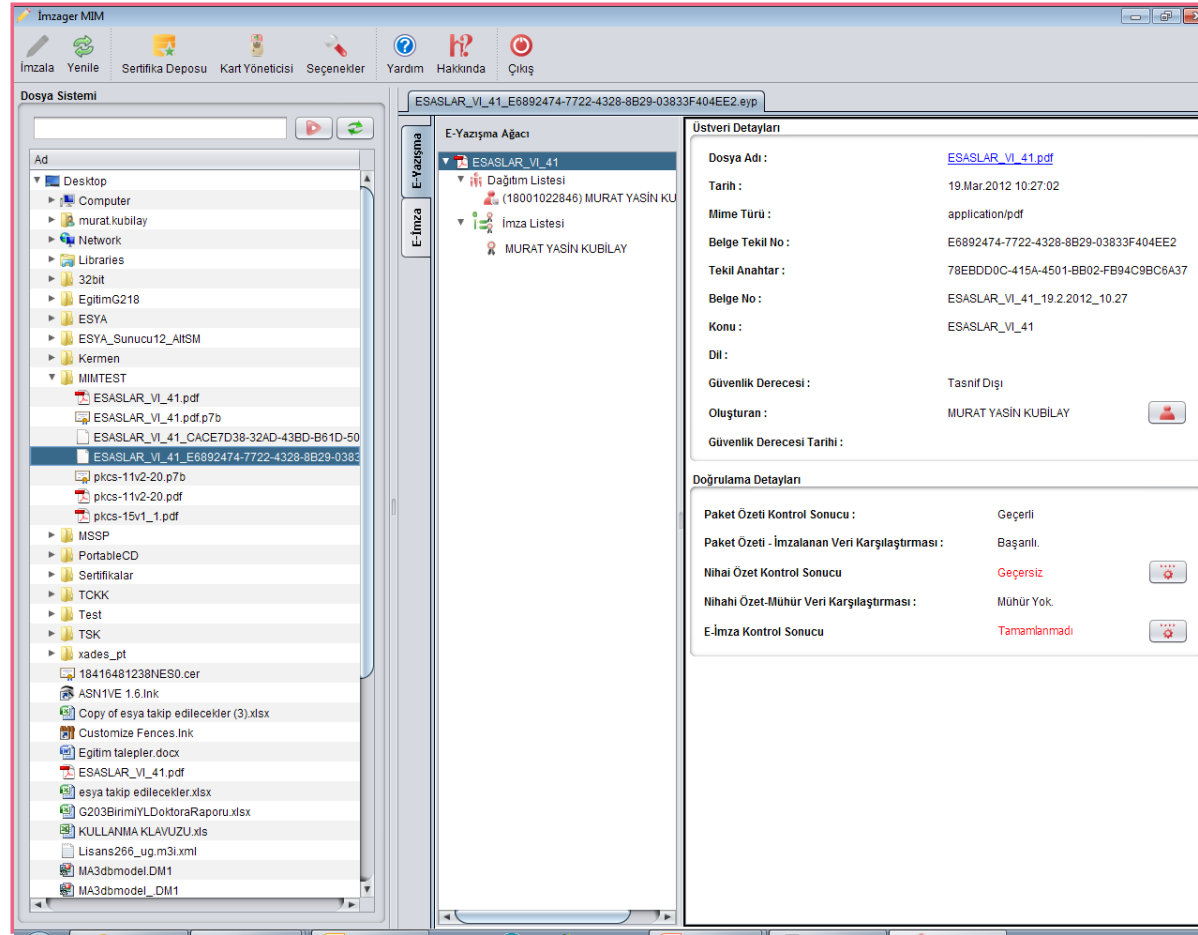 İmzager MIM
İmzala Yenile Sertifika Deposu Kart Yöneticisi Seçenekler Yardım Hakkında Çıkış
Dosya Sistemi
Ad
Desktop
Computer
murat.kubilay
Network
Libraries
32bit
EgitimG218
ESYA
ESYA_Sunucu12_AltSM
Kermen
MIMTEST
ESASLAR_VI_41.pdf
ESASLAR_VI_41.pdf.p7b
ESASLAR_VI_41_CACE7D38-32AD-43BD-B61D-50
ESASLAR_VI_41_E6892474-7722-4328-8B29-0383
pkcs-11v2-20.p7b
pkcs-11v2-20.pdf
pkcs-15v1_1.pdf
MSSP
PortableCD
Sertifikalar
TCKK
Test
TSK
xades_pt
18416481238NES0.cer
ASN1VE 1.6.lnk
Copy of esya takip edilecekler (3).xlsx
Customize Fences.lnk
Egitim talepler.docx
ESASLAR_VI_41.pdf
esya takip edilecekler.xlsx
G203BirimiYLDoktoraRaporu.xlsx
KULLANMA KLAVUZU.xls
Lisans266_ug.m3i.xml
MA3dbmodel.DM1
MA3dbmodel_.DM1
ESASLAR_VI_41_E6892474-7722-4328-8B29-03833F404EE2.eyp
E-Yazışma
E-İmza
E-Yazışma Ağacı
ESASLAR_VI_41
Dağıtım Listesi
(18001022846) MURAT YASİN KU
İmza Listesi
MURAT YASİN KUBİLAY
Üstveri Detayları
Dosya Adı : ESASLAR_VI_41.pdf
Tarih : 19.Mar.2012 10:27:02
Mime Türü : application/pdf
Belge Tekil No : E6892474-7722-4328-8B29-03833F404EE2
Tekil Anahtar : 78EBDD0C-415A-4501-BB02-FB94C9BC6A37
Belge No : ESASLAR_VI_41_19.2.2012_10.27
Konu : ESASLAR_VI_41
Dil :
Güvenlik Derecesi : Tasnif Dışı
Oluşturan : MURAT YASİN KUBİLAY
Güvenlik Derecesi Tarihi :
Doğrulama Detayları
Paket Özeti Kontrol Sonucu : Geçerli
Paket Özeti - İmzalanan Veri Karşılaştırması : Başarılı.
Nihai Özet Kontrol Sonucu Geçersiz
Nihahi Özet-Mühür Veri Karşılaştırması : Mühür Yok.
E-İmza Kontrol Sonucu Tamamlanmadı